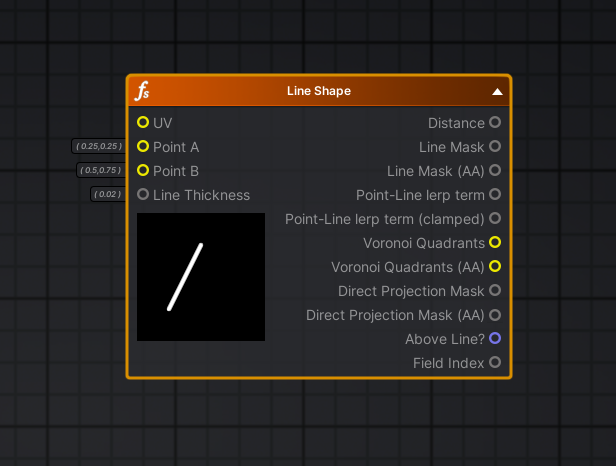 fs Line Shape
UV
Distance
( 0.25,0.25 ) Point A
Line Mask
( 0.5,0.75 ) Point B
Line Mask (AA)
( 0.02 ) Line Thickness
Point-Line lerp term
Point-Line lerp term (clamped)
Voronoi Quadrants
Voronoi Quadrants (AA)
Direct Projection Mask
Direct Projection Mask (AA)
Above Line?
Field Index